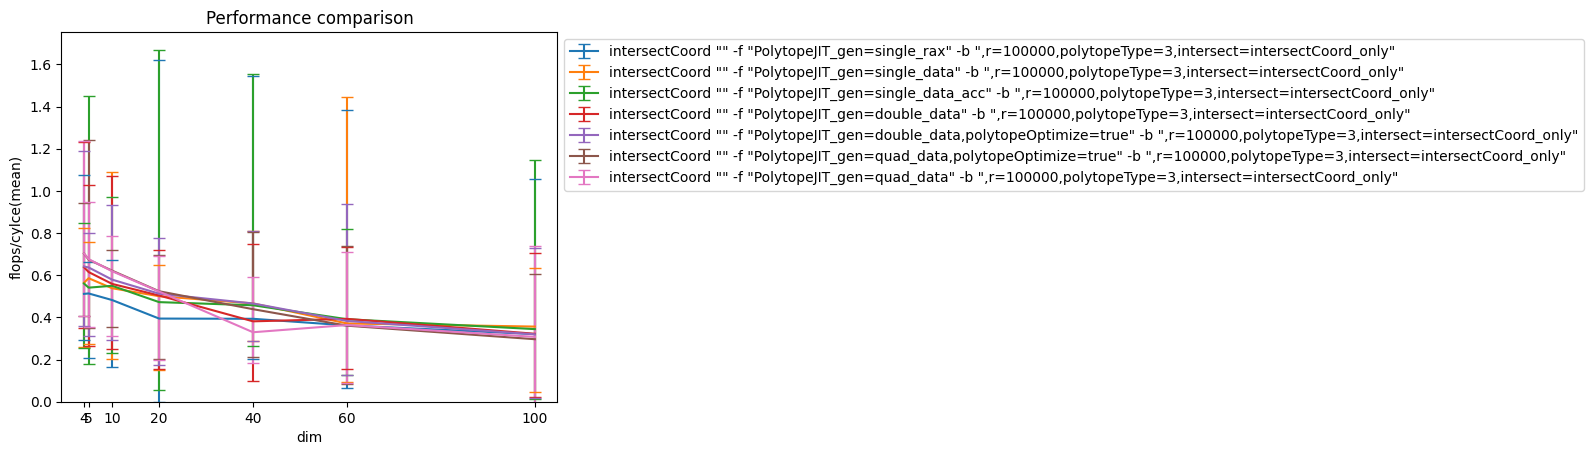 Performance comparison
flops/cylce(mean)
1.6
1.4
1.2
1.0
0.8
0.6
0.4
0.2
0.0
4 5 10 20 40 60 100
dim
intersectCoord "" -f "PolytopeJIT_gen=single_rax" -b ",r=100000,polytopeType=3,intersect=intersectCoord_only"
intersectCoord "" -f "PolytopeJIT_gen=single_data" -b ",r=100000,polytopeType=3,intersect=intersectCoord_only"
intersectCoord "" -f "PolytopeJIT_gen=single_data_acc" -b ",r=100000,polytopeType=3,intersect=intersectCoord_only"
intersectCoord "" -f "PolytopeJIT_gen=double_data" -b ",r=100000,polytopeType=3,intersect=intersectCoord_only"
intersectCoord "" -f "PolytopeJIT_gen=double_data,polytopeOptimize=true" -b ",r=100000,polytopeType=3,intersect=intersectCoord_only"
intersectCoord "" -f "PolytopeJIT_gen=quad_data,polytopeOptimize=true" -b ",r=100000,polytopeType=3,intersect=intersectCoord_only"
intersectCoord "" -f "PolytopeJIT_gen=quad_data" -b ",r=100000,polytopeType=3,intersect=intersectCoord_only"